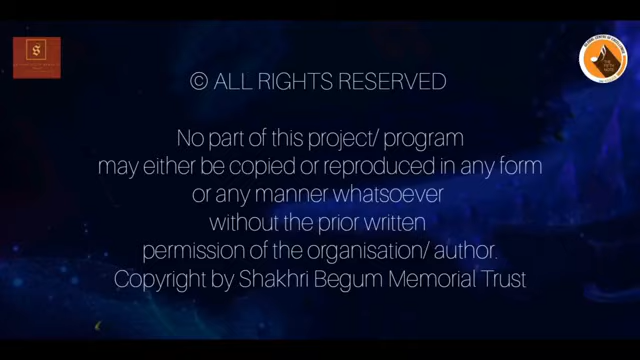 © ALL RIGHTS RESERVED
No part of this project/ program
may either be copied or reproduced in any form
or any manner whatsoever
without the prior written
permission of the organisation/ author.
Copyright by Shakhri Begum Memorial Trust